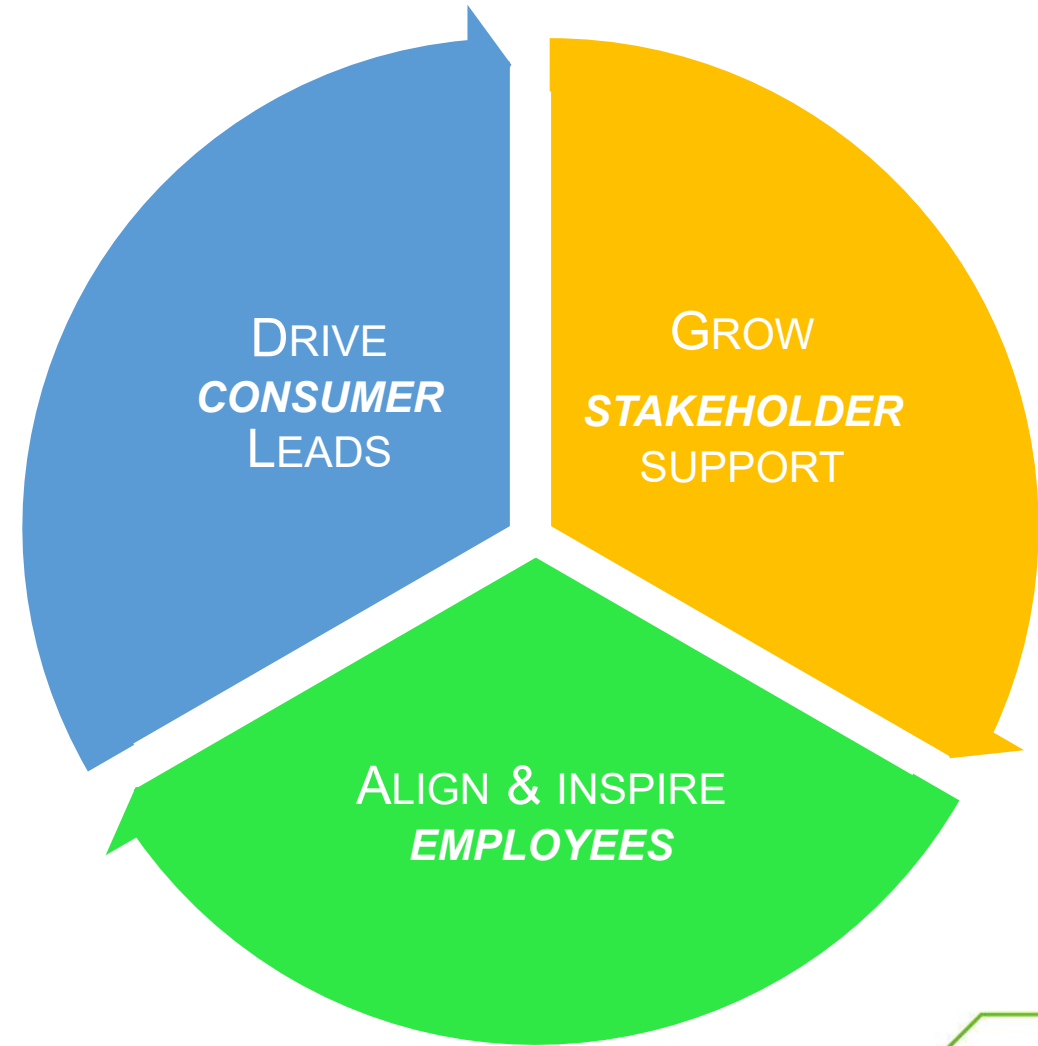 DRIVE
CONSUMER
LEADS
GROW
STAKEHOLDER
SUPPORT
ALIGN & INSPIRE
EMPLOYEES